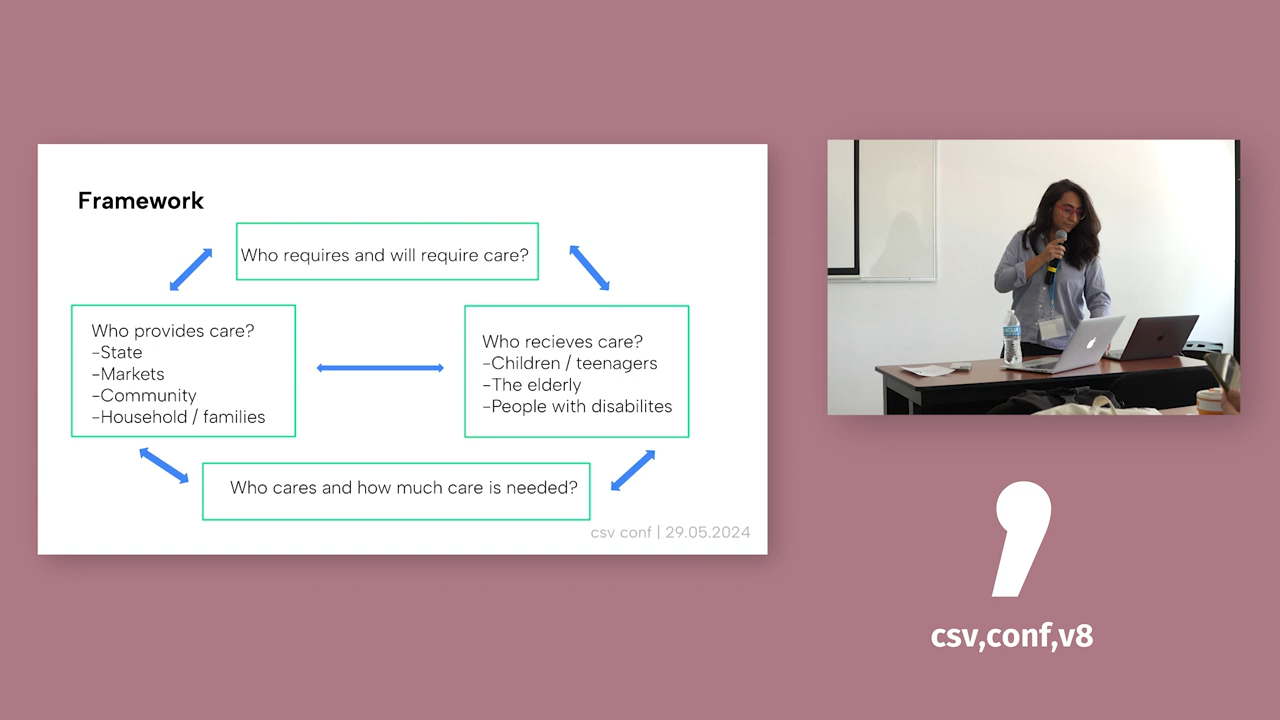 Framework
Who requires and will require care?
Who provides care?
-State
-Markets
-Community
-Household / families
Who recieves care?
-Children / teenagers
-The elderly
-People with disabilites
Who cares and how much care is needed?
csv conf | 29.05.2024
csv,conf,v8